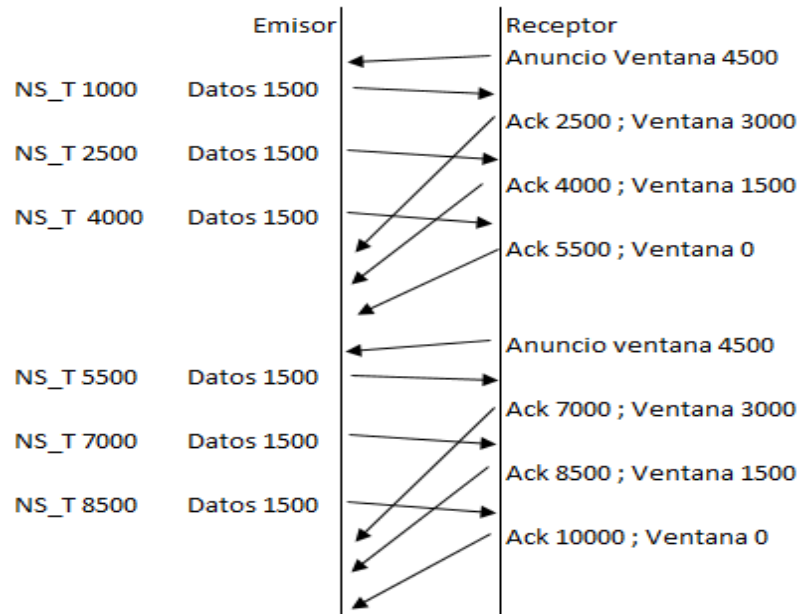 Emisor Receptor
Anuncio Ventana 4500
NS_T 1000 Datos 1500
Ack 2500 ; Ventana 3000
NS_T 2500 Datos 1500
Ack 4000 ; Ventana 1500
NS_T 4000 Datos 1500
Ack 5500 ; Ventana 0
Anuncio ventana 4500
NS_T 5500 Datos 1500
Ack 7000 ; Ventana 3000
NS_T 7000 Datos 1500
Ack 8500 ; Ventana 1500
NS_T 8500 Datos 1500
Ack 10000 ; Ventana 0